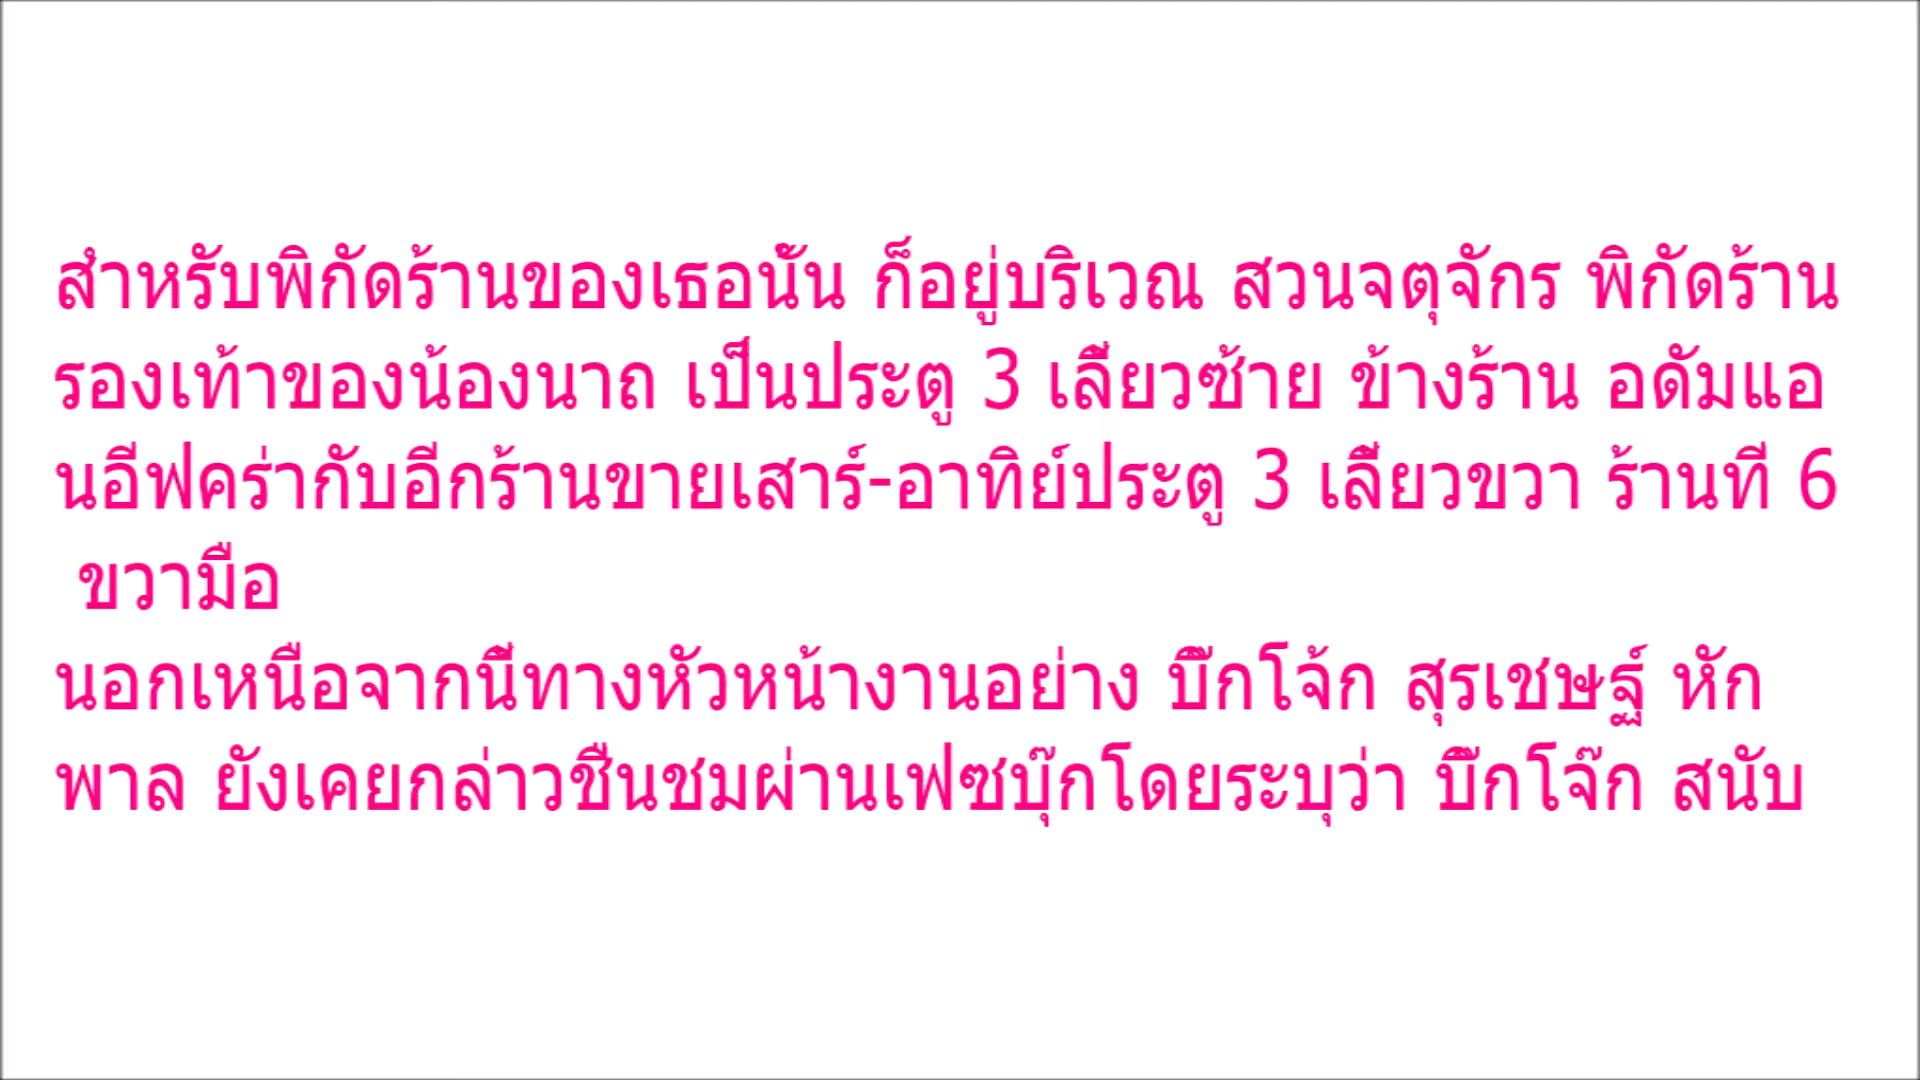 สำหรับพิกัดร้านของเธอนั้น ก็อยู่บริเวณ สวนจตุจักร พิกัดร้าน
รองเท้าของน้องนาถ เป็นประตู 3 เลี้ยวซ้าย ข้างร้าน อดัมแอ
นอีฟคร่ากับอีกร้านขายเสาร์-อาทิย์ประตู 3 เลี้ยวขวา ร้านที่ 6
ขวามือ
นอกเหนือจากนี้ทางหัวหน้างานอย่าง บิ๊กโจ้ก สุรเชษฐ์ หัก
พาล ยังเคยกล่าวชื่นชมผ่านเฟซบุ๊กโดยระบุว่า บิ๊กโจ๊ก สนับ